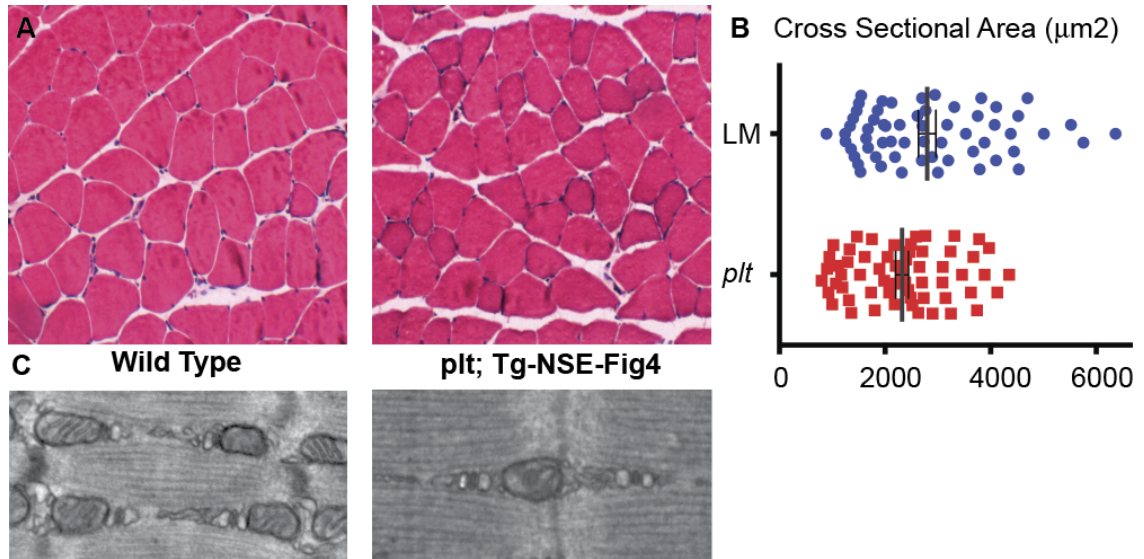 A
B Cross Sectional Area (μm2)
LM
plt
0 2000 4000 6000
C Wild Type plt; Tg-NSE-Fig4